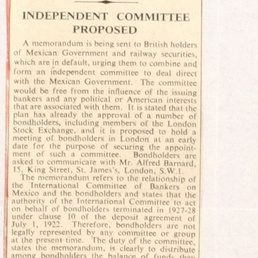 INDEPENDENT COMMITTEE
PROPOSED
A memorandum is being sent to British holders
of Mexican Government and railway securities,
which are in default, urging them to combine and
form an independent committee to deal direct
with the Mexican Government. The committee
would be free from the influence of the issuing
bankers and any political or American interests
that are associated with them. It is stated that the
plan has already the approval of a number of
bondholders, including members of the London
Stock Exchange, and it is proposed to hold a
meeting of bondholders in London at an early
date for the purpose of securing the appoint-
ment of such a committee. Bondholders are
asked to communicate with Mr. Alfred Barnard,
15, King Street, St. James's, London, S.W.1.
The memorandum refers to the relationship of
the International Committee of Bankers on
Mexico and the bondholders and states that the
authority of the International Committee to act
on behalf of bondholders terminated in 1927-28
under clause 10 of the deposit agreement of
July 1, 1922. Therefore, bondholders are not
legally represented by any committee or group
at the present time. The duty of the committee,
states the memorandum, is clearly to distribute
among bondholders the balance of funds they